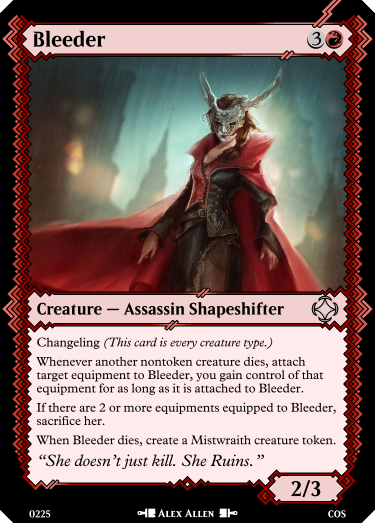 Bleeder 3
Creature — Assassin Shapeshifter
Changeling (This card is every creature type.)
Whenever another nontoken creature dies, attach
target equipment to Bleeder, you gain control of that
equipment for as long as it is attached to Bleeder.
If there are 2 or more equipments equipped to Bleeder,
sacrifice her.
When Bleeder dies, create a Mistwraith creature token.
“She doesn't just kill. She Ruins.”
2/3
0225 Alex Allen COS